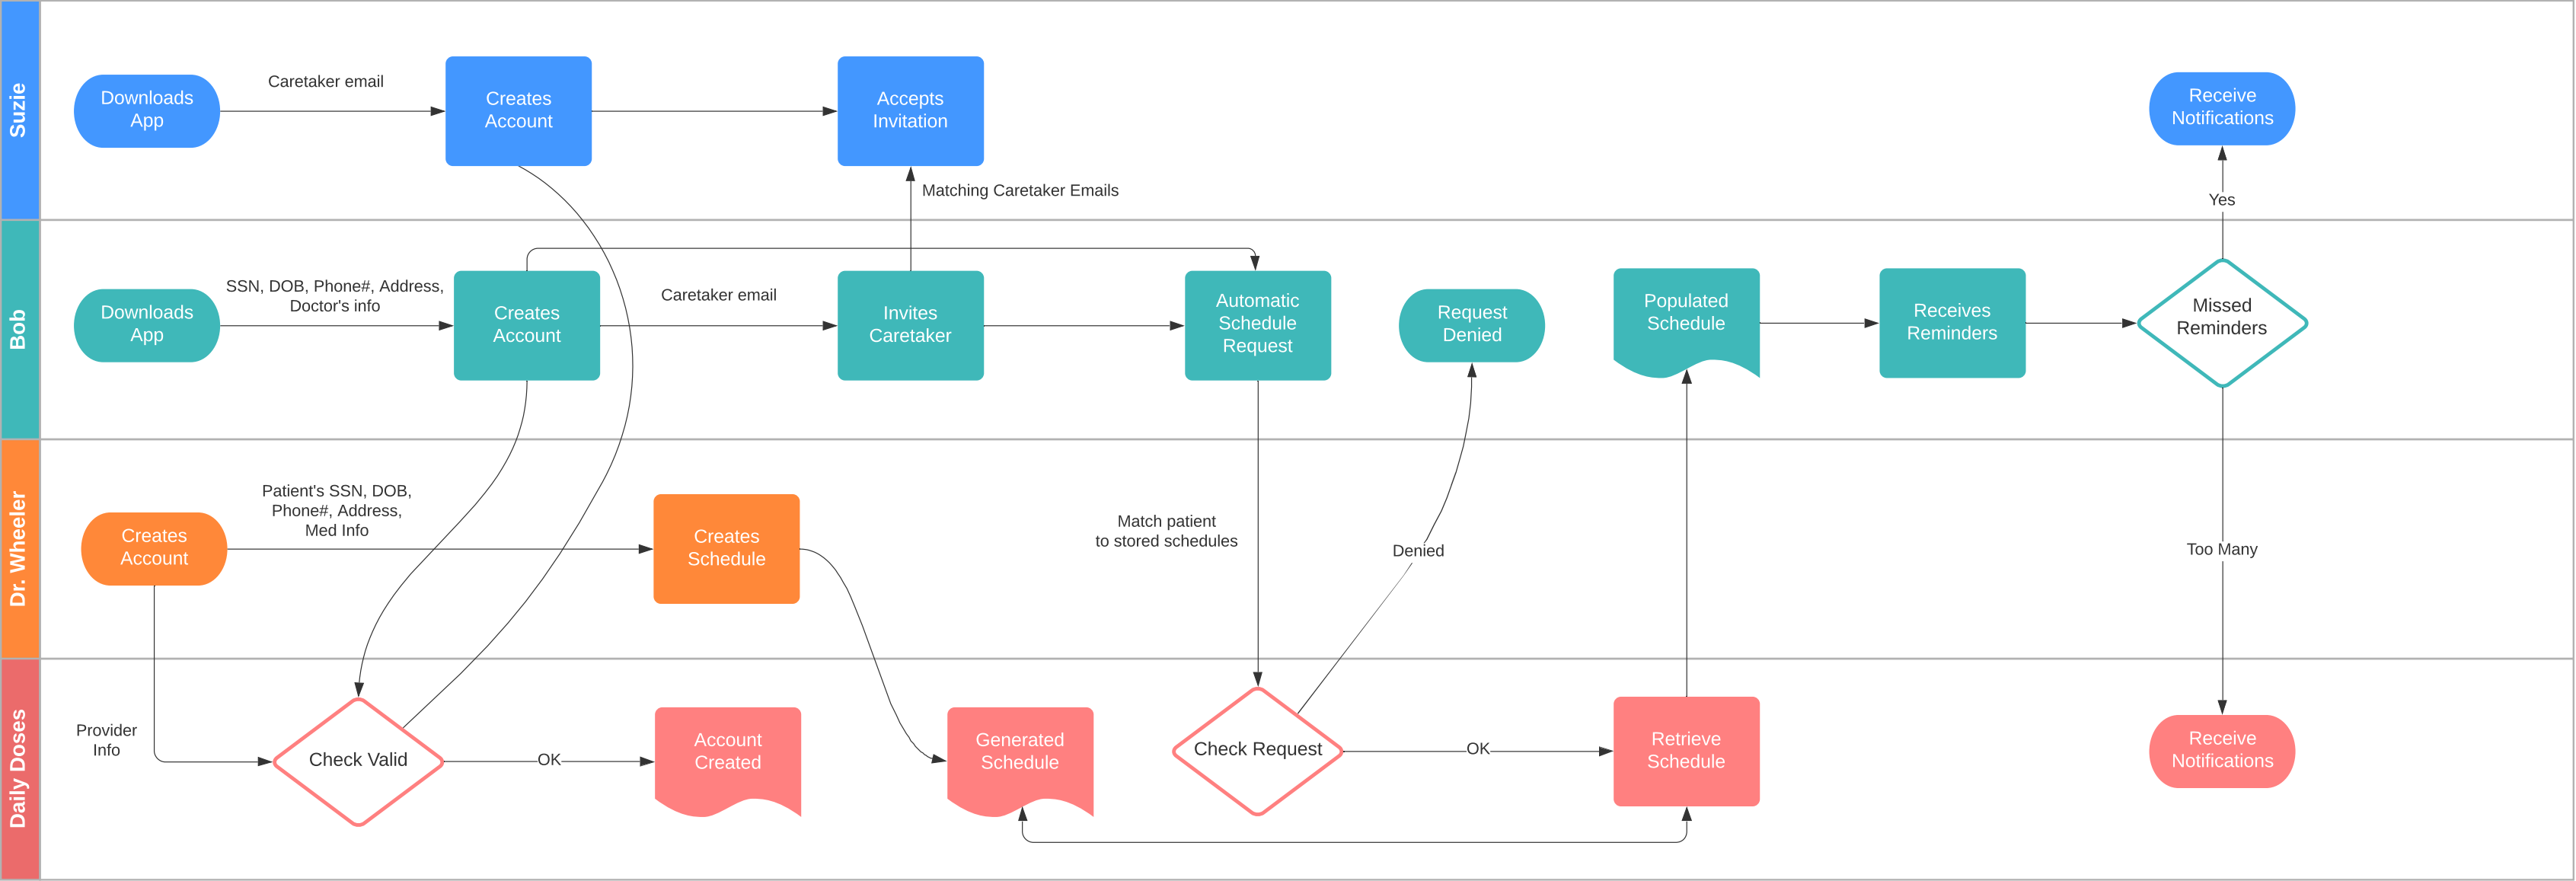 Suzie
Downloads
App
Caretaker email
Creates
Account
Accepts
Invitation
Matching Caretaker Emails
Receive
Notifications
Yes
Bob
Downloads
App
SSN, DOB, Phone#, Address,
Doctor's info
Creates
Account
Caretaker email
Invites
Caretaker
Automatic
Schedule
Request
Request
Denied
Populated
Schedule
Receives
Reminders
Missed
Reminders
Dr. Wheeler
Creates
Account
Patient's SSN, DOB,
Phone#, Address,
Med Info
Creates
Schedule
Match patient
to stored schedules
Denied
Too Many
Daily Doses
Provider
Info
Check Valid
OK
Account
Created
Generated
Schedule
Check Request
OK
Retrieve
Schedule
Receive
Notifications